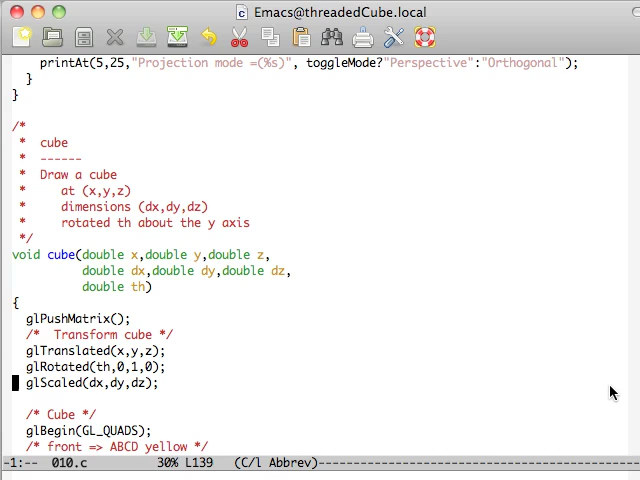 Emacs@threadedCube.local
printAt(5,25,"Projection mode =(%s)", toggleMode?"Perspective":"Orthogonal");
}
}
/*
* cube
* ------
* Draw a cube
* at (x,y,z)
* dimensions (dx,dy,dz)
* rotated th about the y axis
*/
void cube(double x,double y,double z,
double dx,double dy,double dz,
double th)
{
glPushMatrix();
/* Transform cube */
glTranslated(x,y,z);
glRotated(th,0,1,0);
glScaled(dx,dy,dz);
/* Cube */
glBegin(GL_QUADS);
/* front => ABCD yellow */
-1:-- 010.c 30% L139 (C/l Abbrev)--------------------------------------------